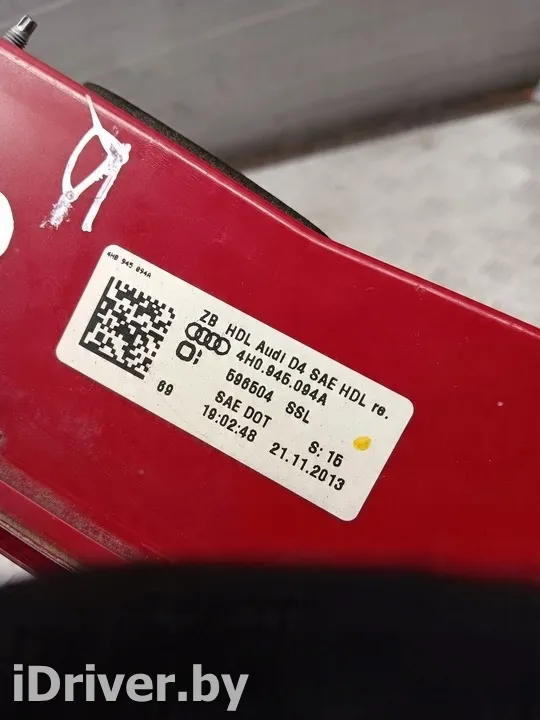 4H0 945 094A
ZB HDL Audi D4 SAE HDL re.
4H0.945.094A
596504 SSL
SAE DOT S: 15
69 19:02:48 21.11.2013
iDriver.by